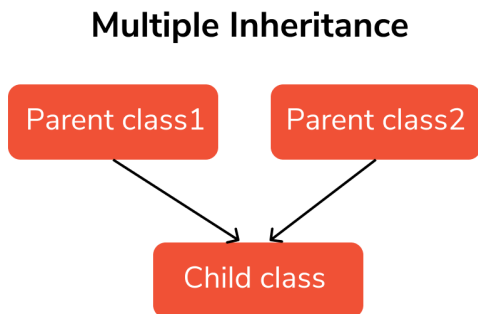 Multiple Inheritance
Parent class1
Parent class2
Child class